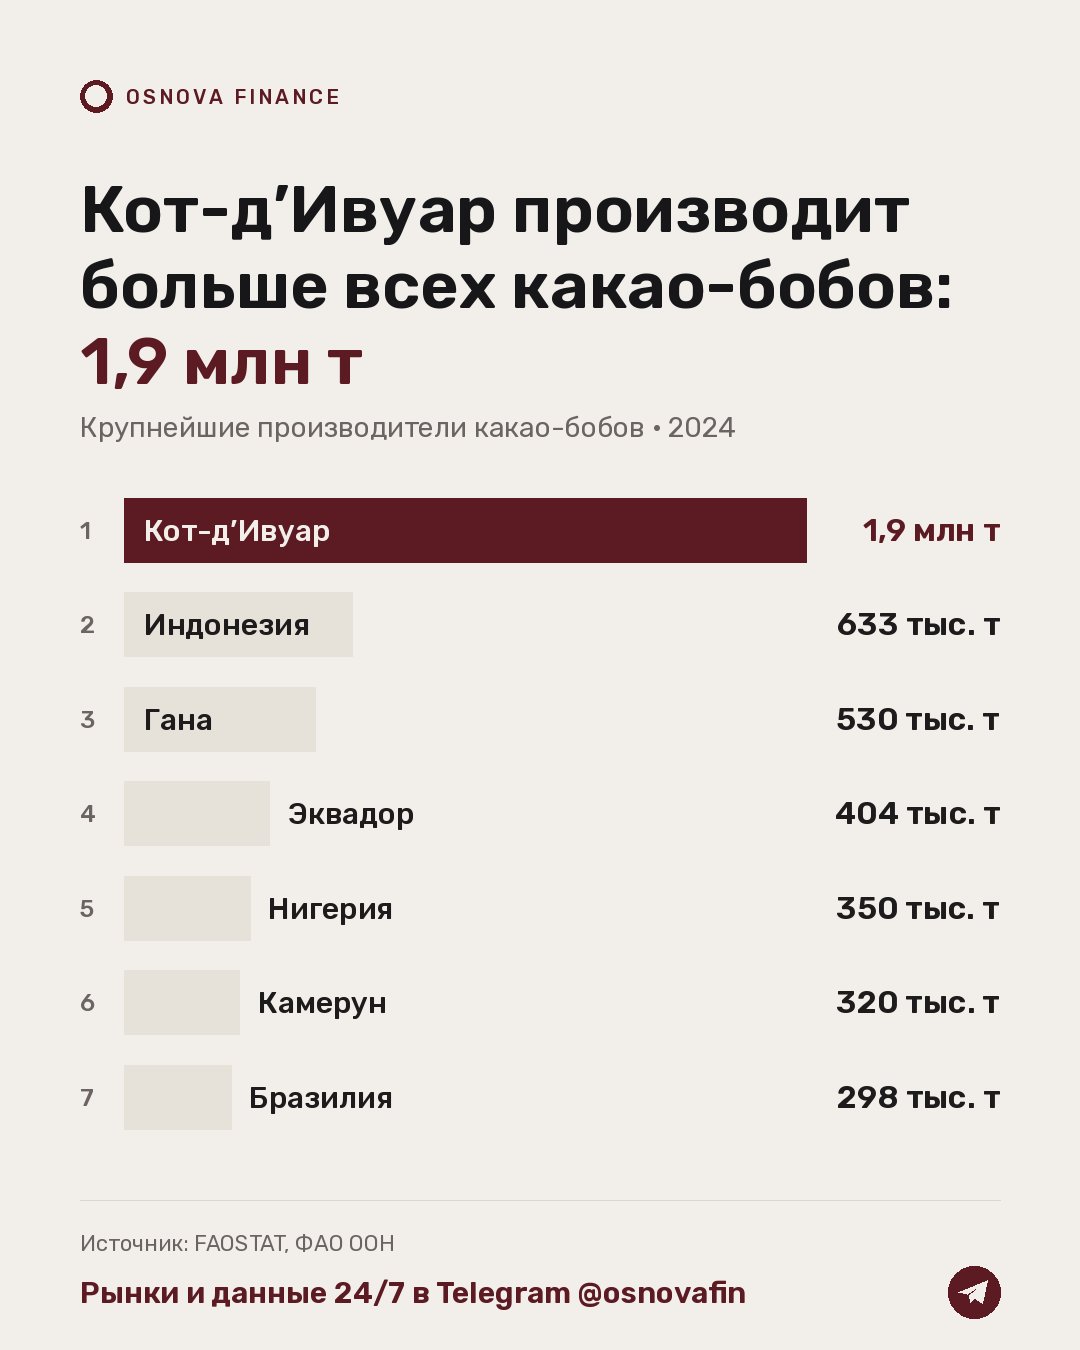 OSNOVA FINANCE
Кот-д’Ивуар производит
больше всех какао-бобов:
1,9 млн т
Крупнейшие производители какао-бобов • 2024
1 Кот-д’Ивуар 1,9 млн т
2 Индонезия 633 тыс. т
3 Гана 530 тыс. т
4 Эквадор 404 тыс. т
5 Нигерия 350 тыс. т
6 Камерун 320 тыс. т
7 Бразилия 298 тыс. т
Источник: FAOSTAT, ФАО ООН
Рынки и данные 24/7 в Telegram @osnovafin